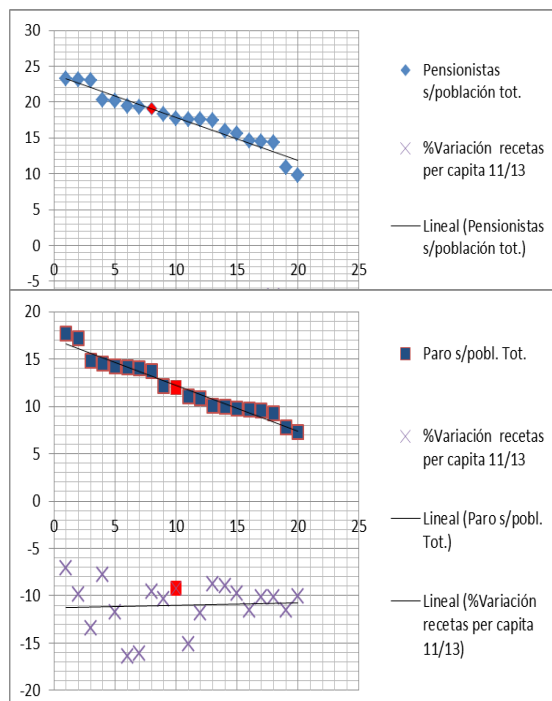 30
25
20
15
10
5
0
-5
0 5 10 15 20 25
Pensionistas
s/población tot.
%Variación recetas
per capita 11/13
Lineal (Pensionistas
s/población tot.)
20
15
10
5
0
-5
-10
-15
-20
0 5 10 15 20 25
Paro s/pobl. Tot.
%Variación recetas
per capita 11/13
Lineal (Paro s/pobl.
Tot.)
Lineal (%Variación
recetas per capita
11/13)